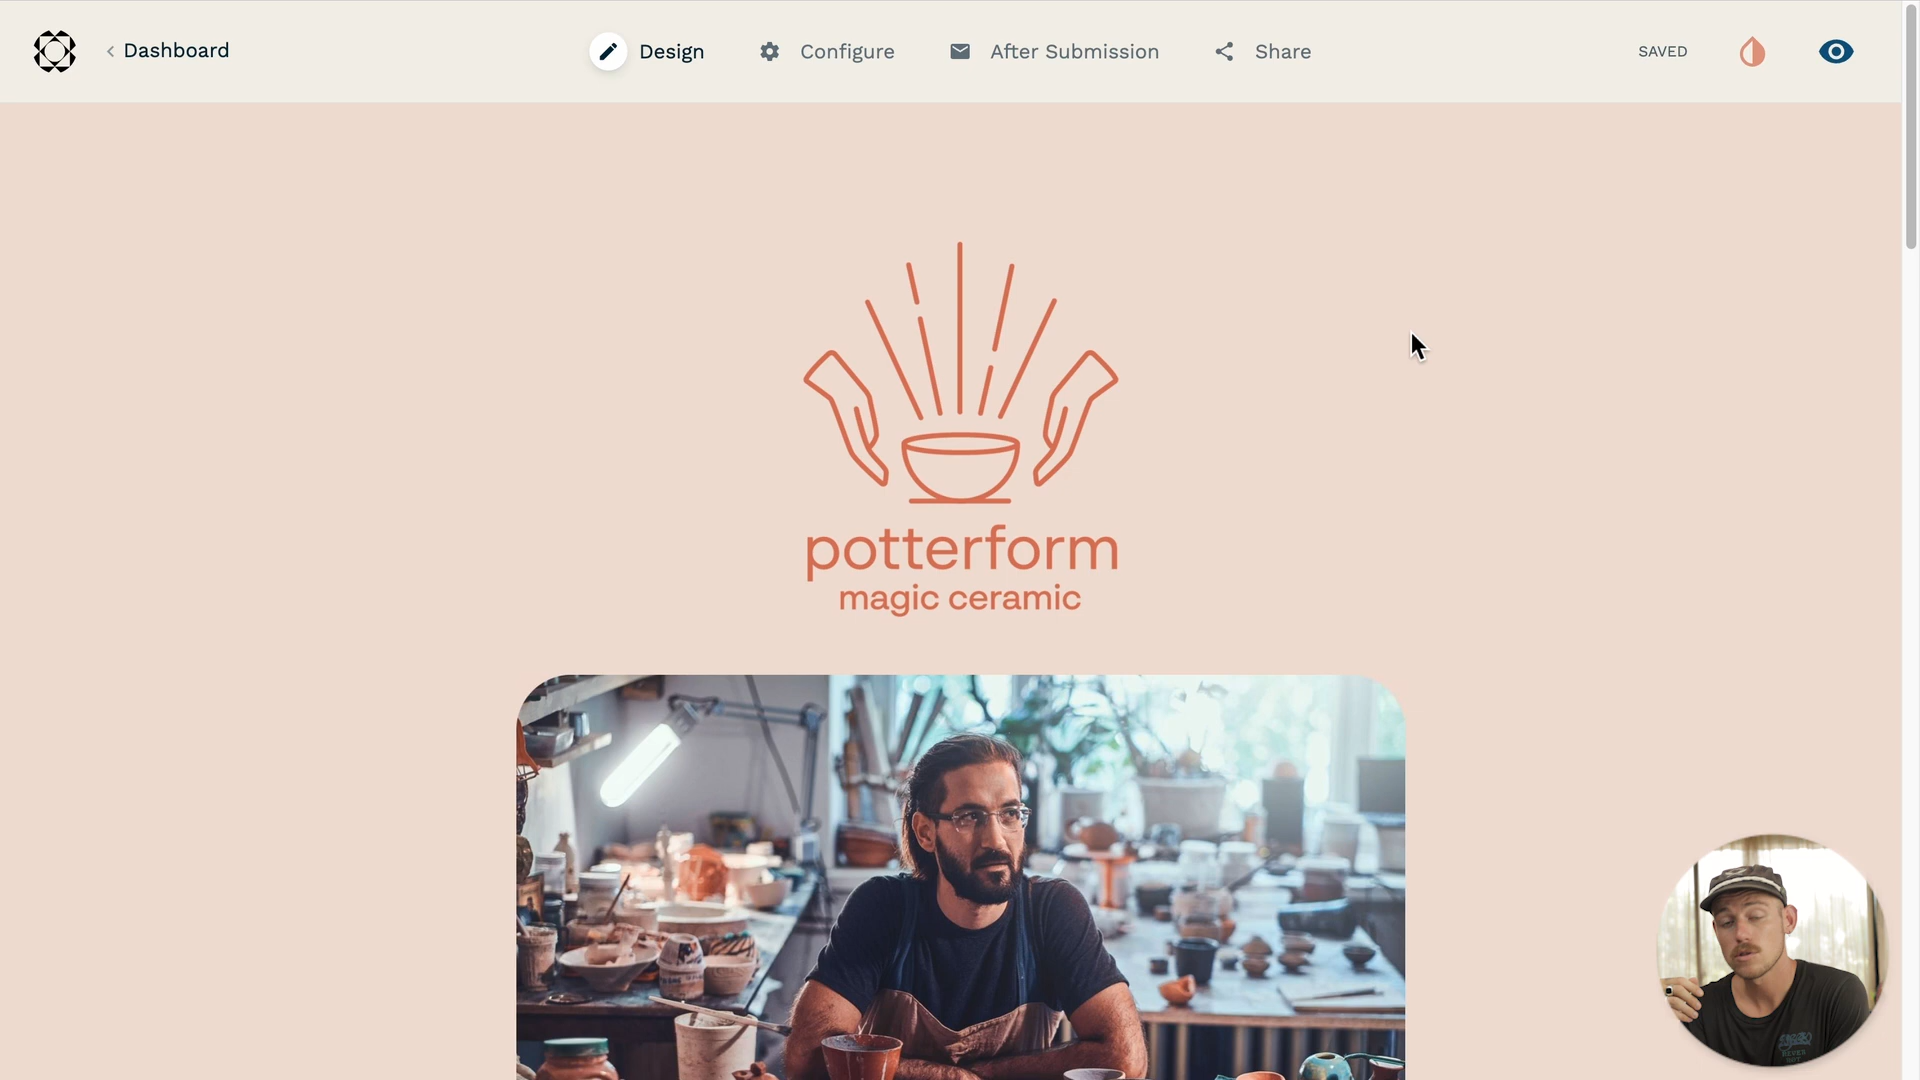 Dashboard
Design
Configure
After Submission
Share
SAVED
potterform
magic ceramic